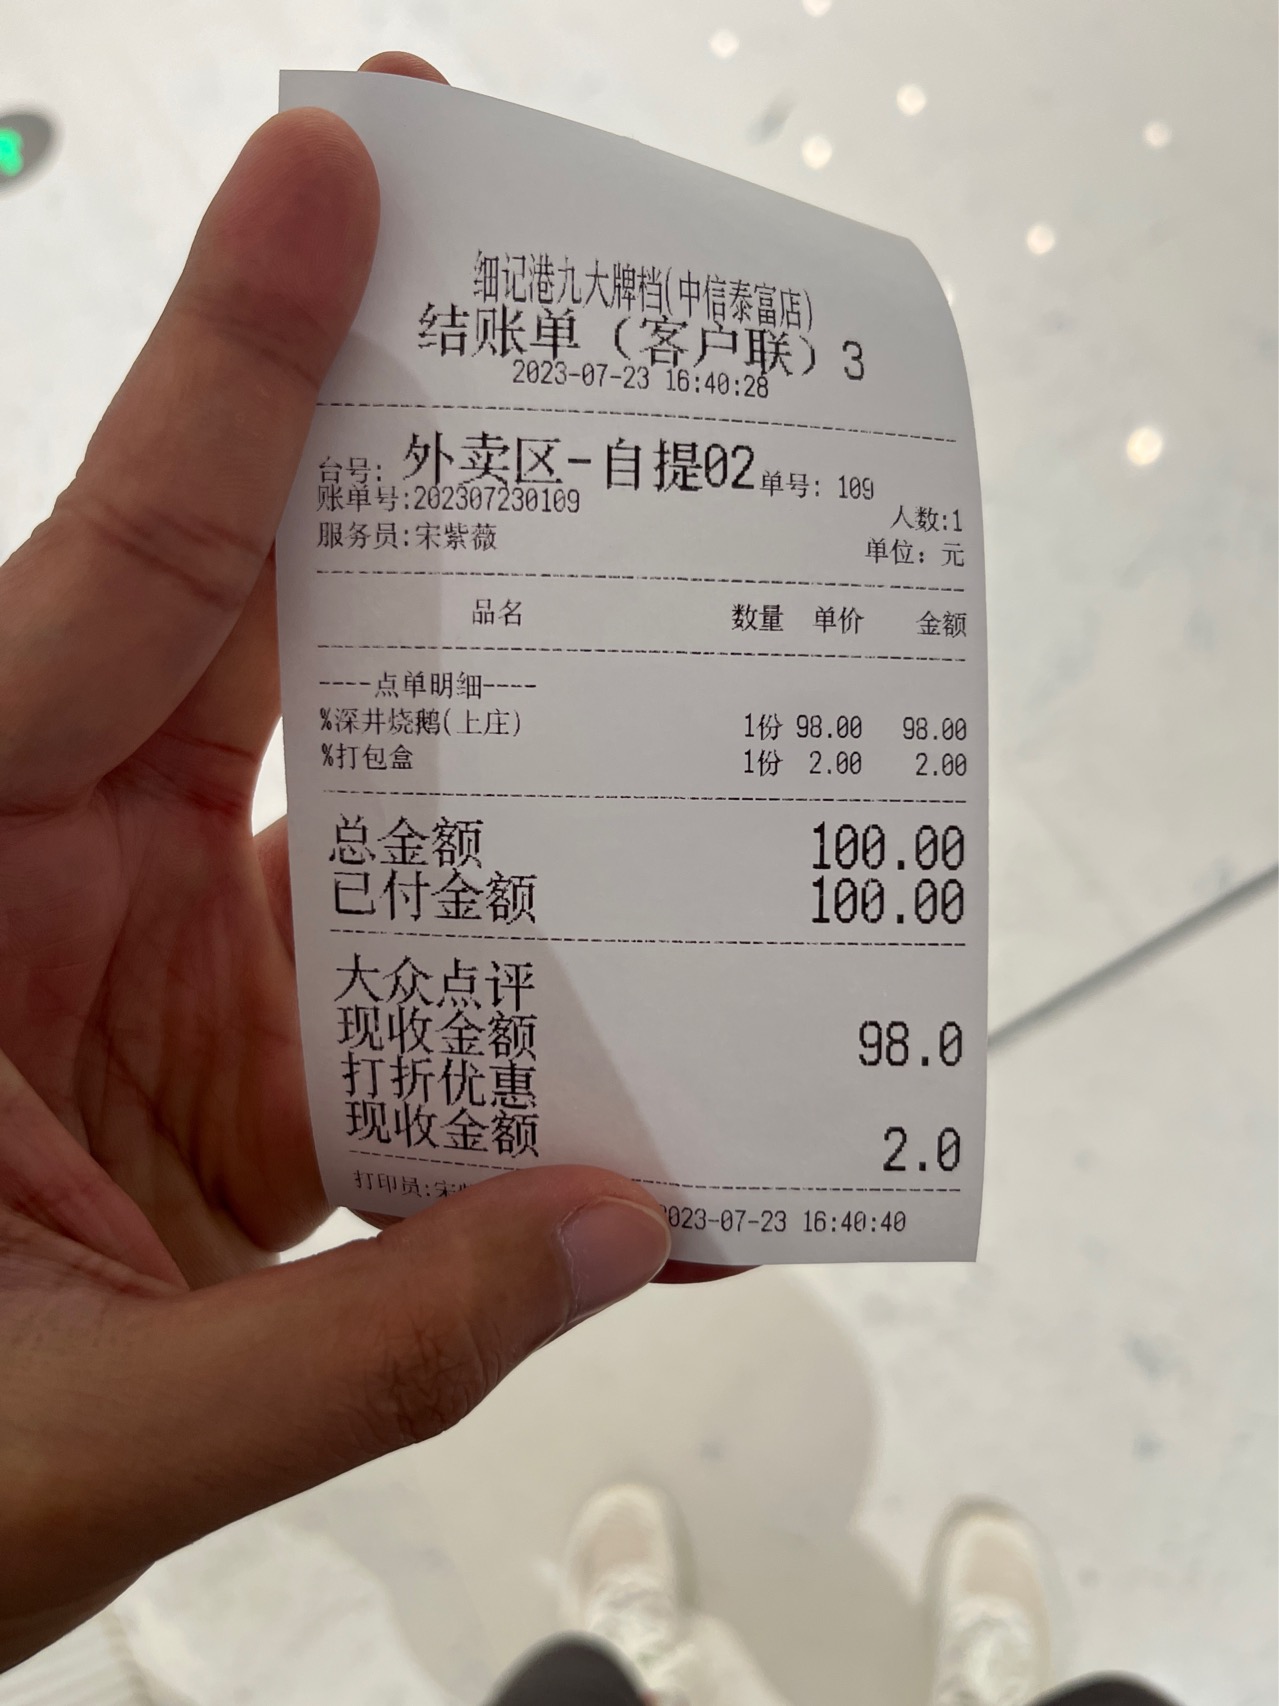 细记港九大牌档(中信泰富店)
结账单（客户联）3
2023-07-23 16:40:28
台号: 外卖区-自提02 单号: 109
账单号:202307230109
人数:1
服务员:宋紫薇
单位: 元
品名 数量 单价 金额
----点单明细----
%深井烧鹅(上庄) 1份 98.00 98.00
%打包盒 1份 2.00 2.00
总金额 100.00
已付金额 100.00
大众点评
现收金额 98.0
打折优惠
现收金额 2.0
打印员:宋 023-07-23 16:40:40